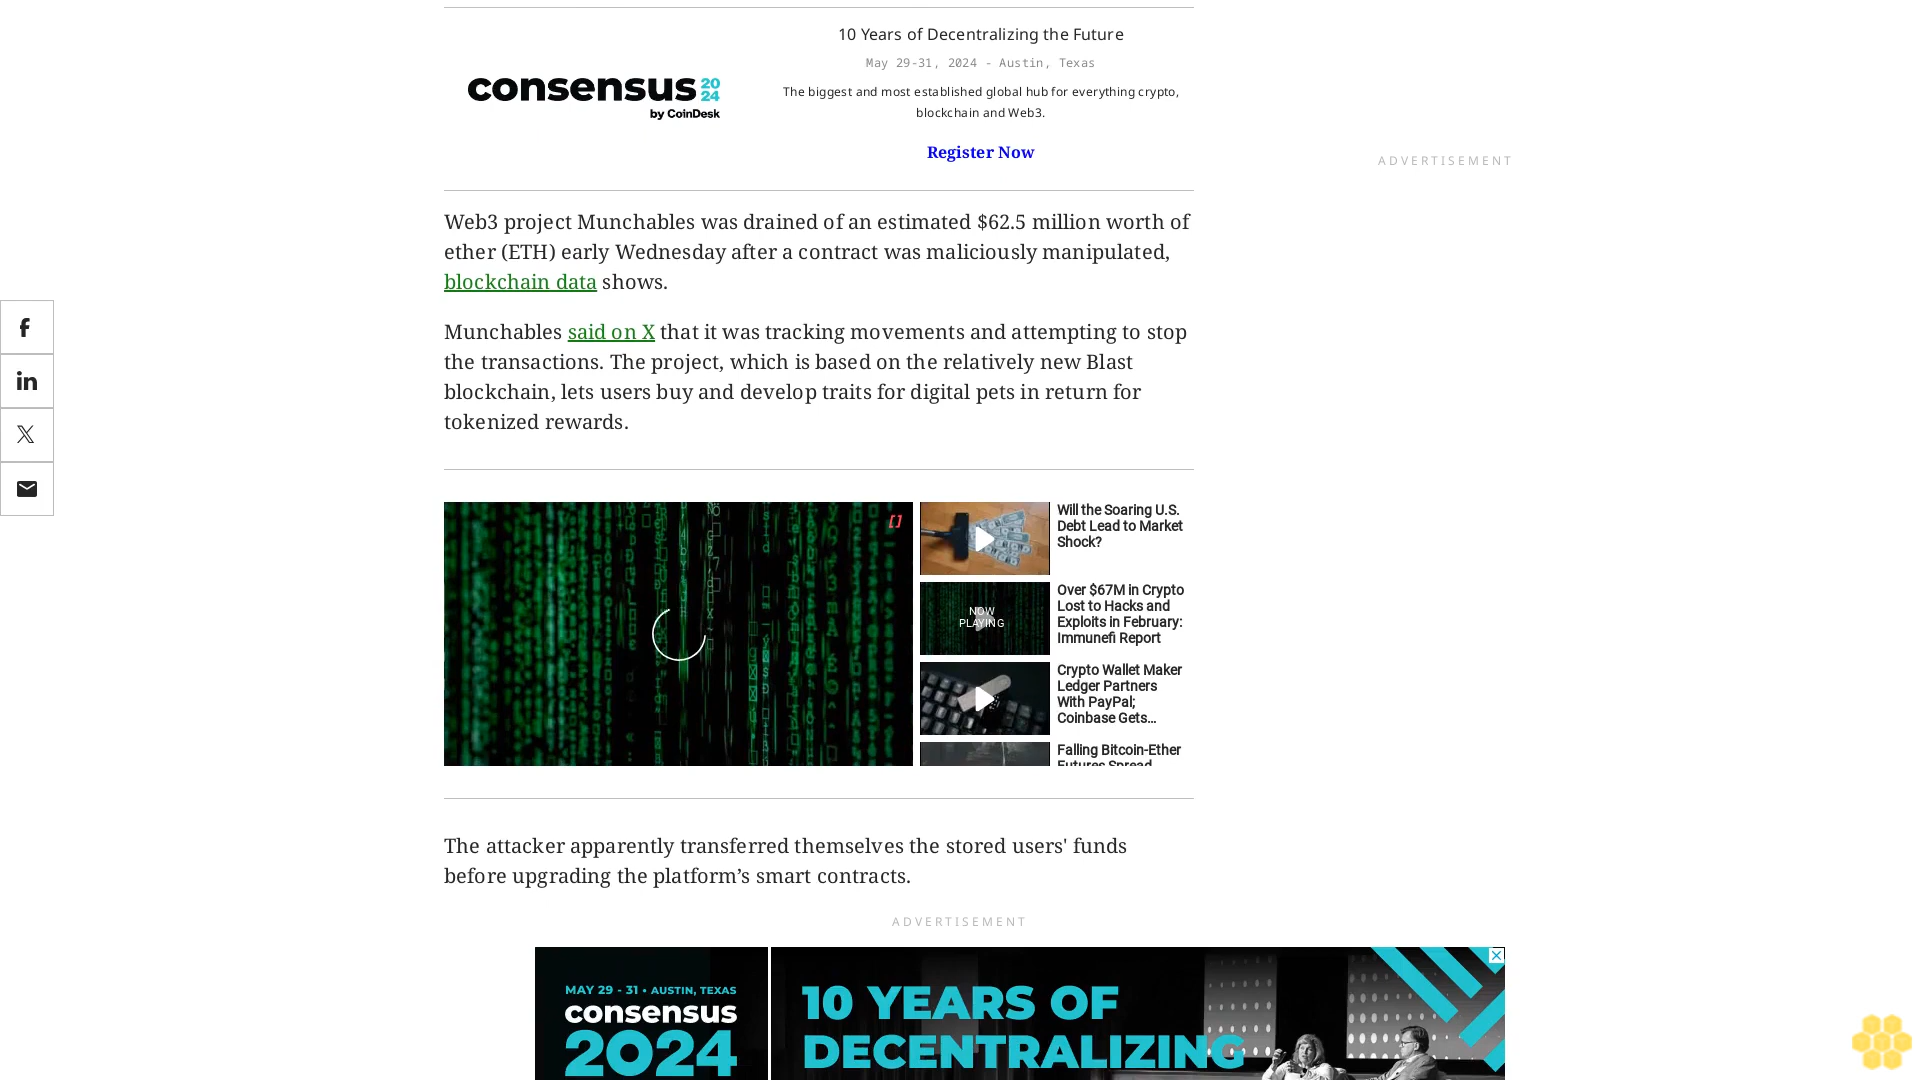 10 Years of Decentralizing the Future
May 29-31, 2024 - Austin, Texas
consensus 2024
by CoinDesk
The biggest and most established global hub for everything crypto,
blockchain and Web3.
Register Now
ADVERTISEMENT
Web3 project Munchables was drained of an estimated $62.5 million worth of
ether (ETH) early Wednesday after a contract was maliciously manipulated,
blockchain data shows.
Munchables said on X that it was tracking movements and attempting to stop
the transactions. The project, which is based on the relatively new Blast
blockchain, lets users buy and develop traits for digital pets in return for
tokenized rewards.
Will the Soaring U.S.
Debt Lead to Market
Shock?
NOW
PLAYING
Over $67M in Crypto
Lost to Hacks and
Exploits in February:
Immunefi Report
Crypto Wallet Maker
Ledger Partners
With PayPal;
Coinbase Gets...
Falling Bitcoin-Ether
Futures Spread
The attacker apparently transferred themselves the stored users' funds
before upgrading the platform’s smart contracts.
ADVERTISEMENT
MAY 29 - 31 • AUSTIN, TEXAS
consensus
2024
10 YEARS OF
DECENTRALIZING